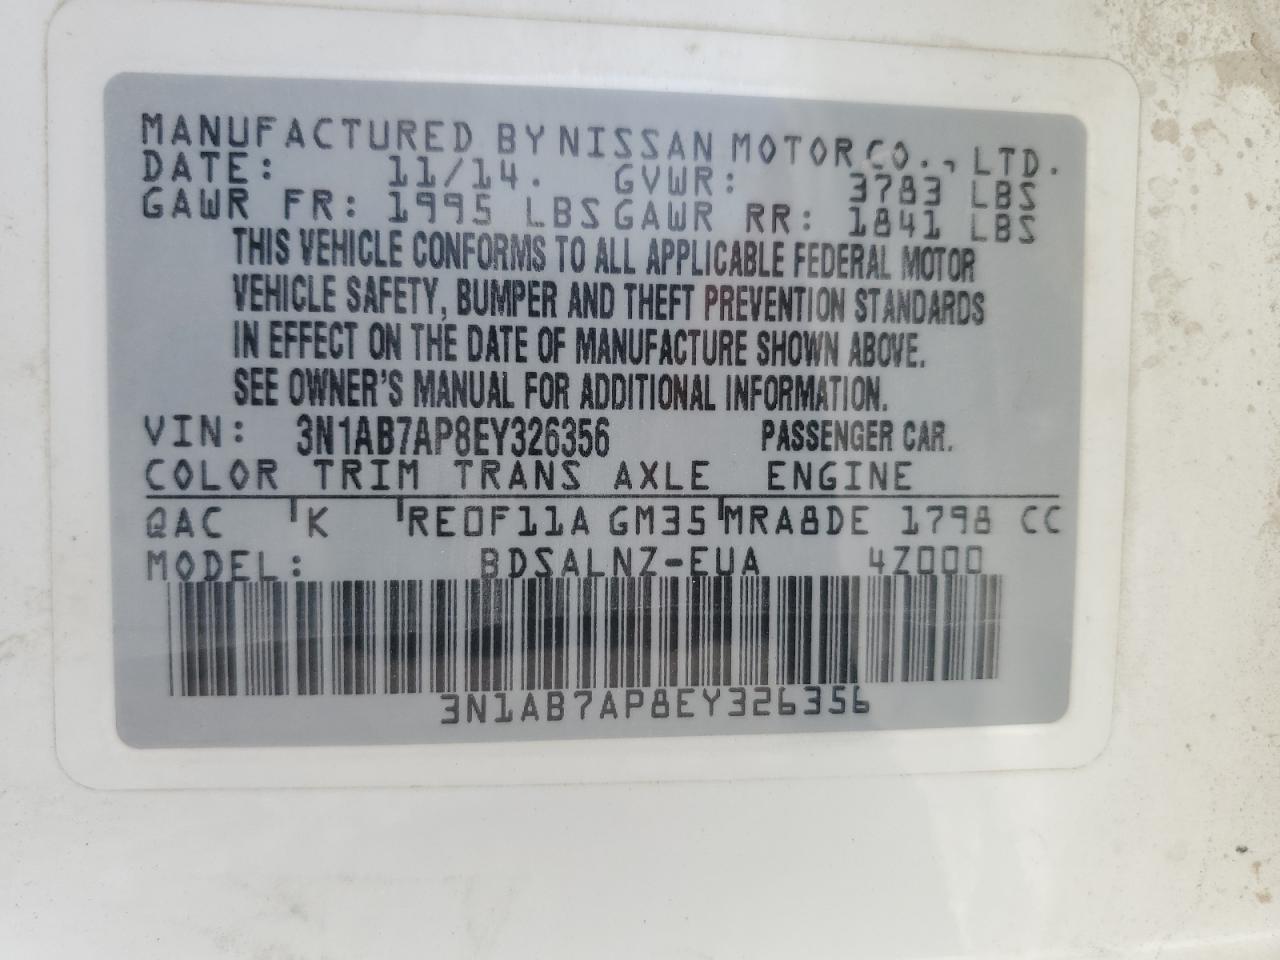 MANUFACTURED BY NISSAN MOTOR CO., LTD.
DATE: 11/14. GVWR: 3783 LBS
GAWR FR: 1995 LBS GAWR RR: 1841 LBS
THIS VEHICLE CONFORMS TO ALL APPLICABLE FEDERAL MOTOR
VEHICLE SAFETY, BUMPER AND THEFT PREVENTION STANDARDS
IN EFFECT ON THE DATE OF MANUFACTURE SHOWN ABOVE.
SEE OWNER'S MANUAL FOR ADDITIONAL INFORMATION.
VIN: 3N1AB7AP8EY326356 PASSENGER CAR.
COLOR TRIM TRANS AXLE ENGINE
QAC K RE0F11A GM35 MRA8DE 1798 CC
MODEL: BDSALNZ-EUA 4Z000
3N1AB7AP8EY326356